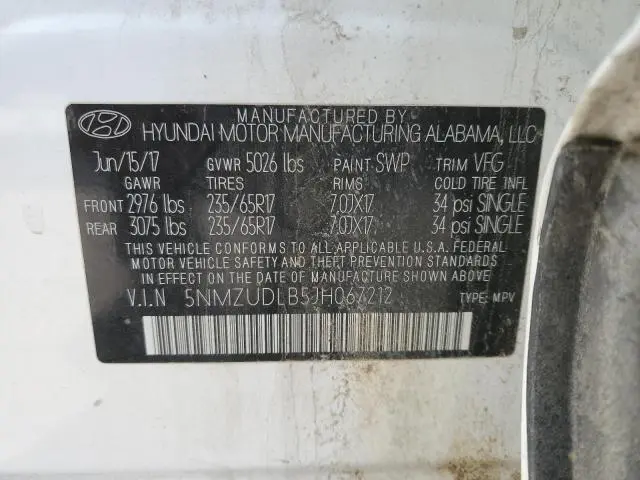 MANUFACTURED BY
HYUNDAI MOTOR MANUFACTURING ALABAMA, LLC
Jun/15/17 GVWR 5026 lbs PAINT SWP TRIM VFG
GAWR TIRES RIMS COLD TIRE INFL
FRONT 2976 lbs 235/65R17 7.0JX17 34 psi SINGLE
REAR 3075 lbs 235/65R17 7.0JX17 34 psi SINGLE
THIS VEHICLE CONFORMS TO ALL APPLICABLE U.S.A. FEDERAL
MOTOR VEHICLE SAFETY AND THEFT PREVENTION STANDARDS
IN EFFECT ON THE DATE OF MANUFACTURE SHOWN ABOVE.
V.I.N 5NMZUDLB5JH067212 TYPE: MPV